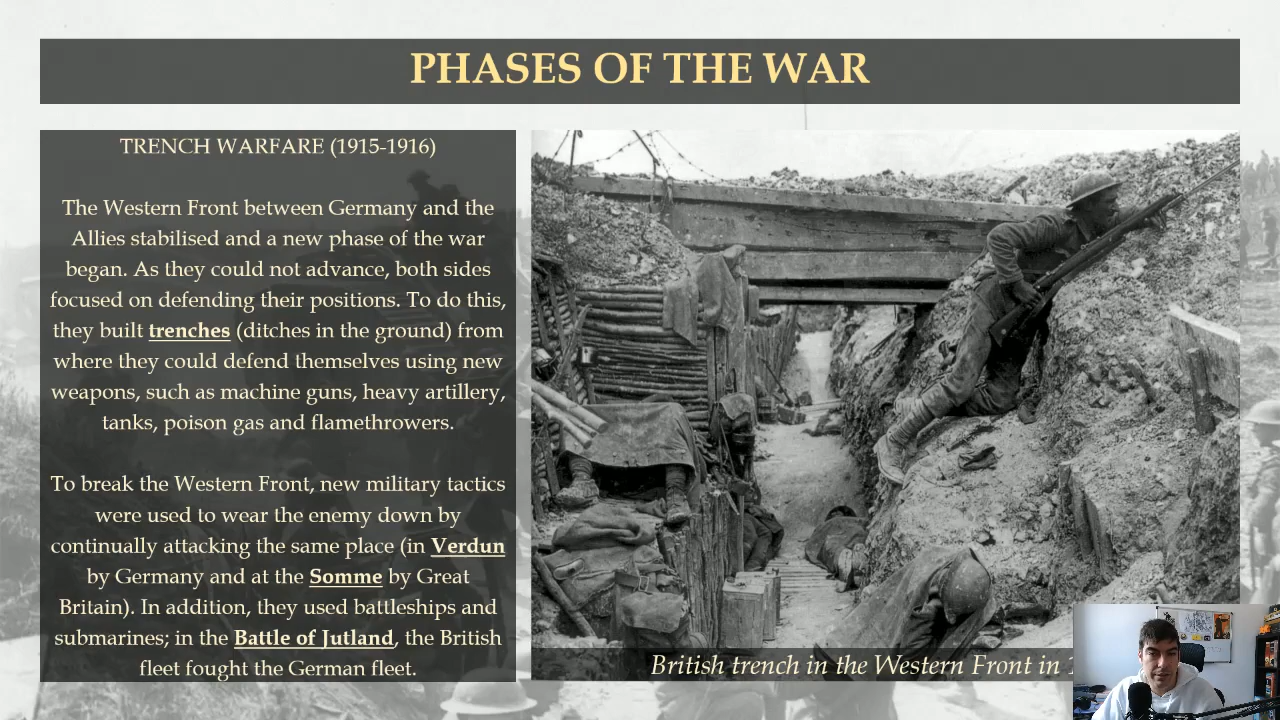 PHASES OF THE WAR
TRENCH WARFARE (1915-1916)
The Western Front between Germany and the
Allies stabilised and a new phase of the war
began. As they could not advance, both sides
focused on defending their positions. To do this,
they built trenches (ditches in the ground) from
where they could defend themselves using new
weapons, such as machine guns, heavy artillery,
tanks, poison gas and flamethrowers.
To break the Western Front, new military tactics
were used to wear the enemy down by
continually attacking the same place (in Verdun
by Germany and at the Somme by Great
Britain). In addition, they used battleships and
submarines; in the Battle of Jutland, the British
fleet fought the German fleet.
British trench in the Western Front in